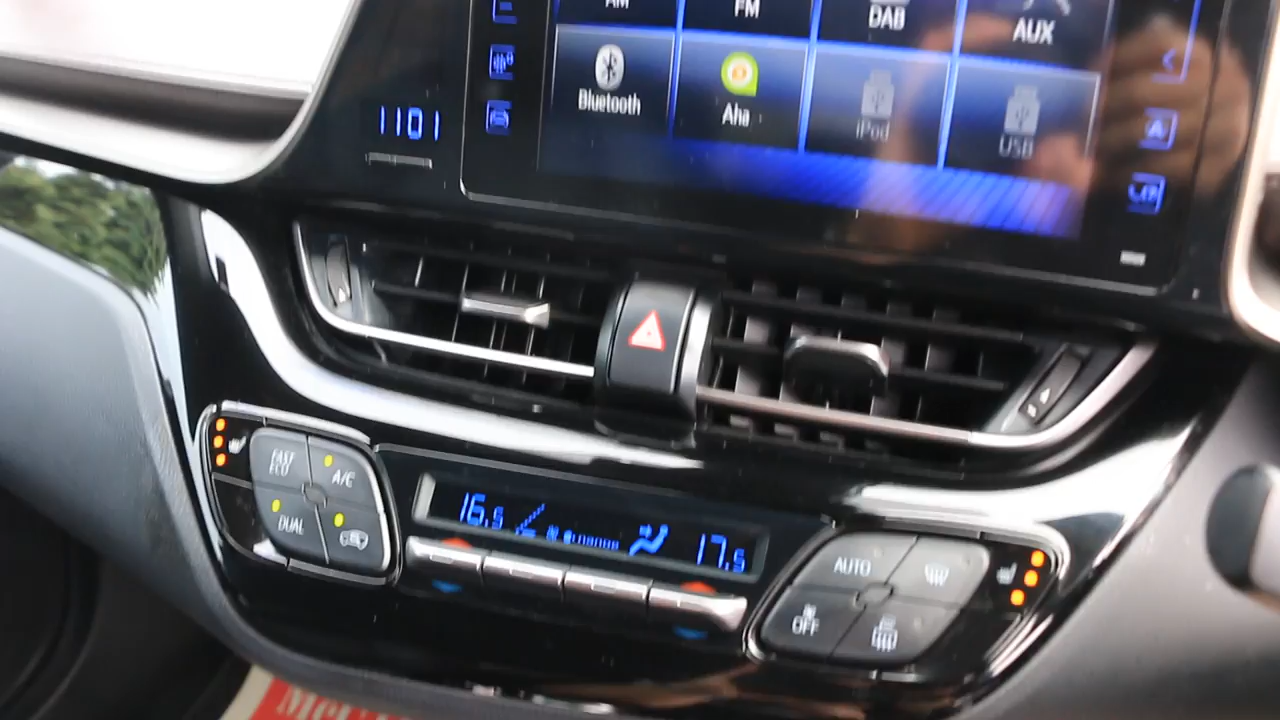 AM
FM
DAB
AUX
Bluetooth
Aha
iPod
USB
1101
FAST
ECO
A/C
DUAL
16.5
17.5
AUTO
OFF